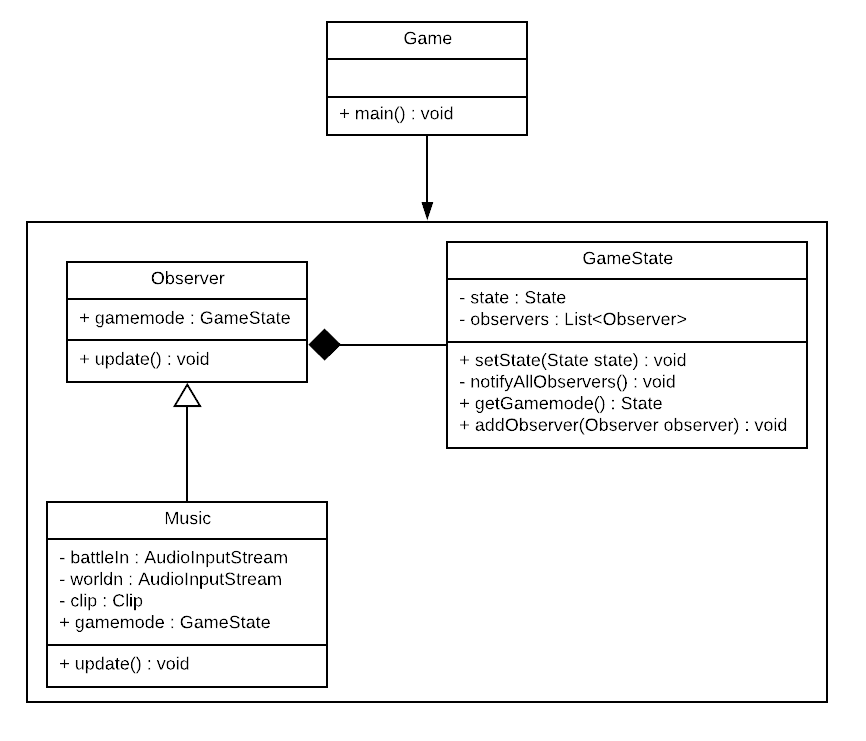 Game
+ main() : void
Observer
+ gamemode : GameState
+ update() : void
GameState
- state : State
- observers : List<Observer>
+ setState(State state) : void
- notifyAllObservers() : void
+ getGamemode() : State
+ addObserver(Observer observer) : void
Music
- battleIn : AudioInputStream
- worldn : AudioInputStream
- clip : Clip
+ gamemode : GameState
+ update() : void